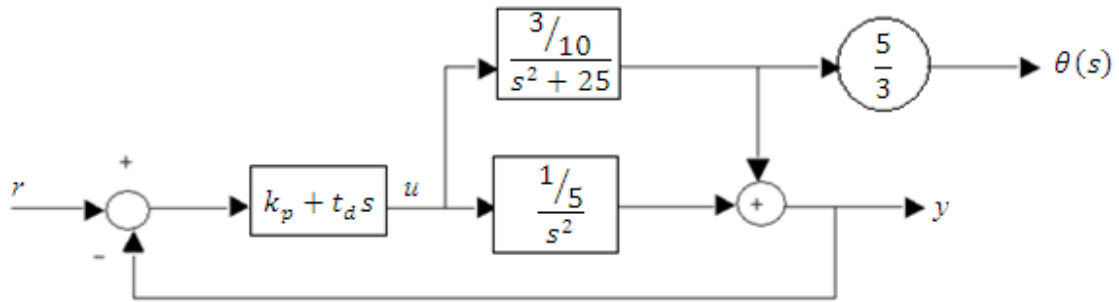 3/10
s² + 25
5
3
θ(s)
+
r
k_p + t_d s
u
1/5
s²
+
y
-